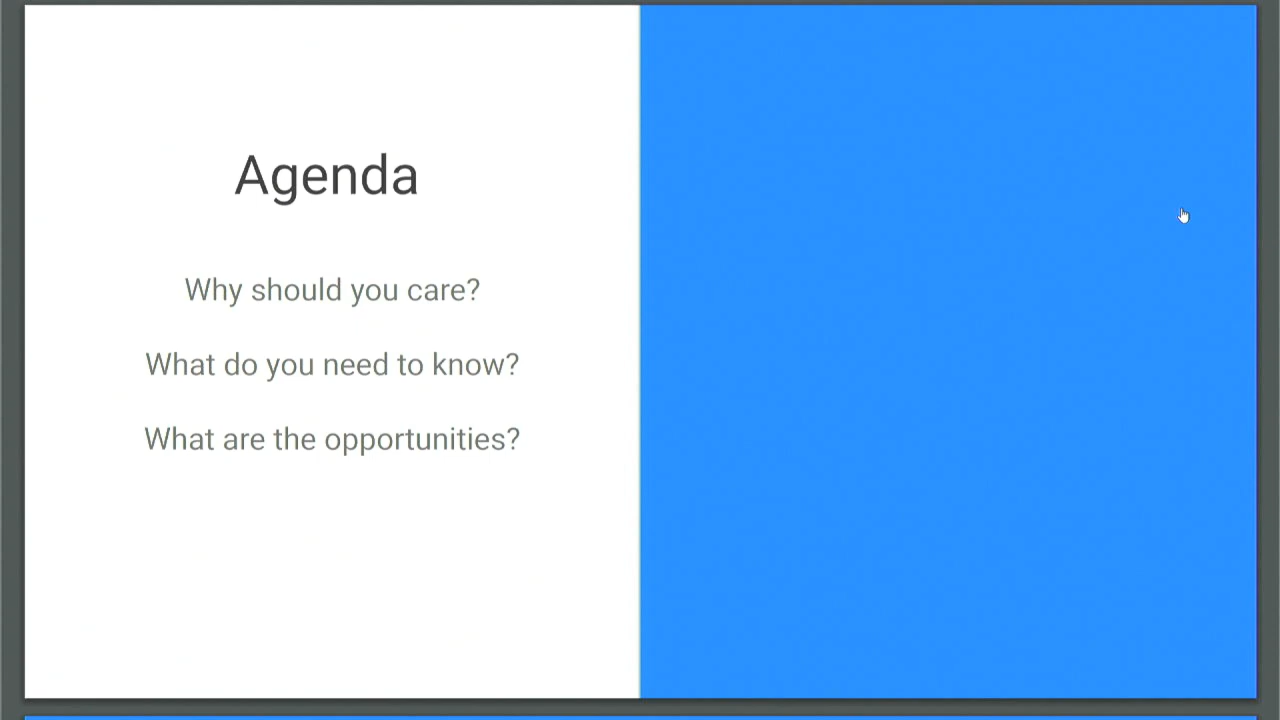 Agenda
Why should you care?
What do you need to know?
What are the opportunities?